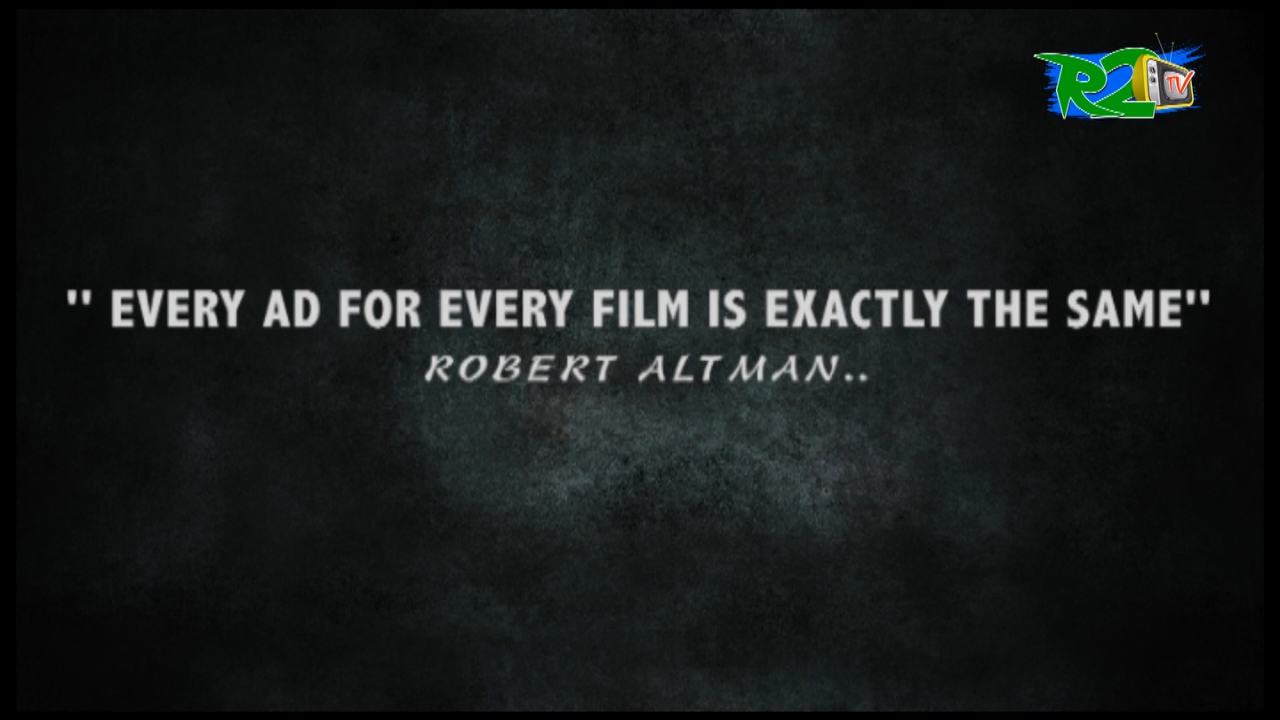 R2 TV
" EVERY AD FOR EVERY FILM IS EXACTLY THE SAME"
ROBERT ALTMAN..